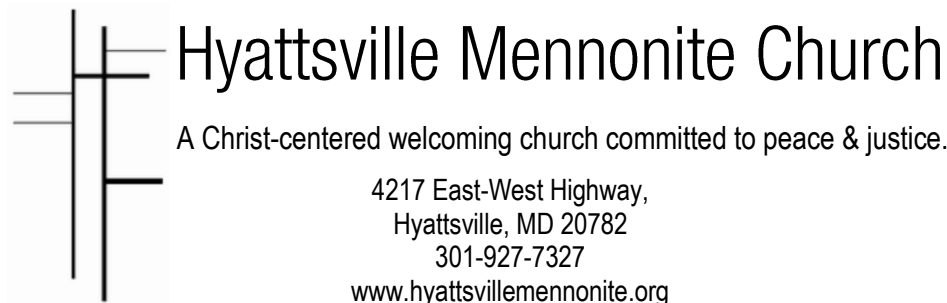 Hyattsville Mennonite Church
A Christ-centered welcoming church committed to peace & justice.
4217 East-West Highway,
Hyattsville, MD 20782
301-927-7327
www.hyattsvillemennonite.org